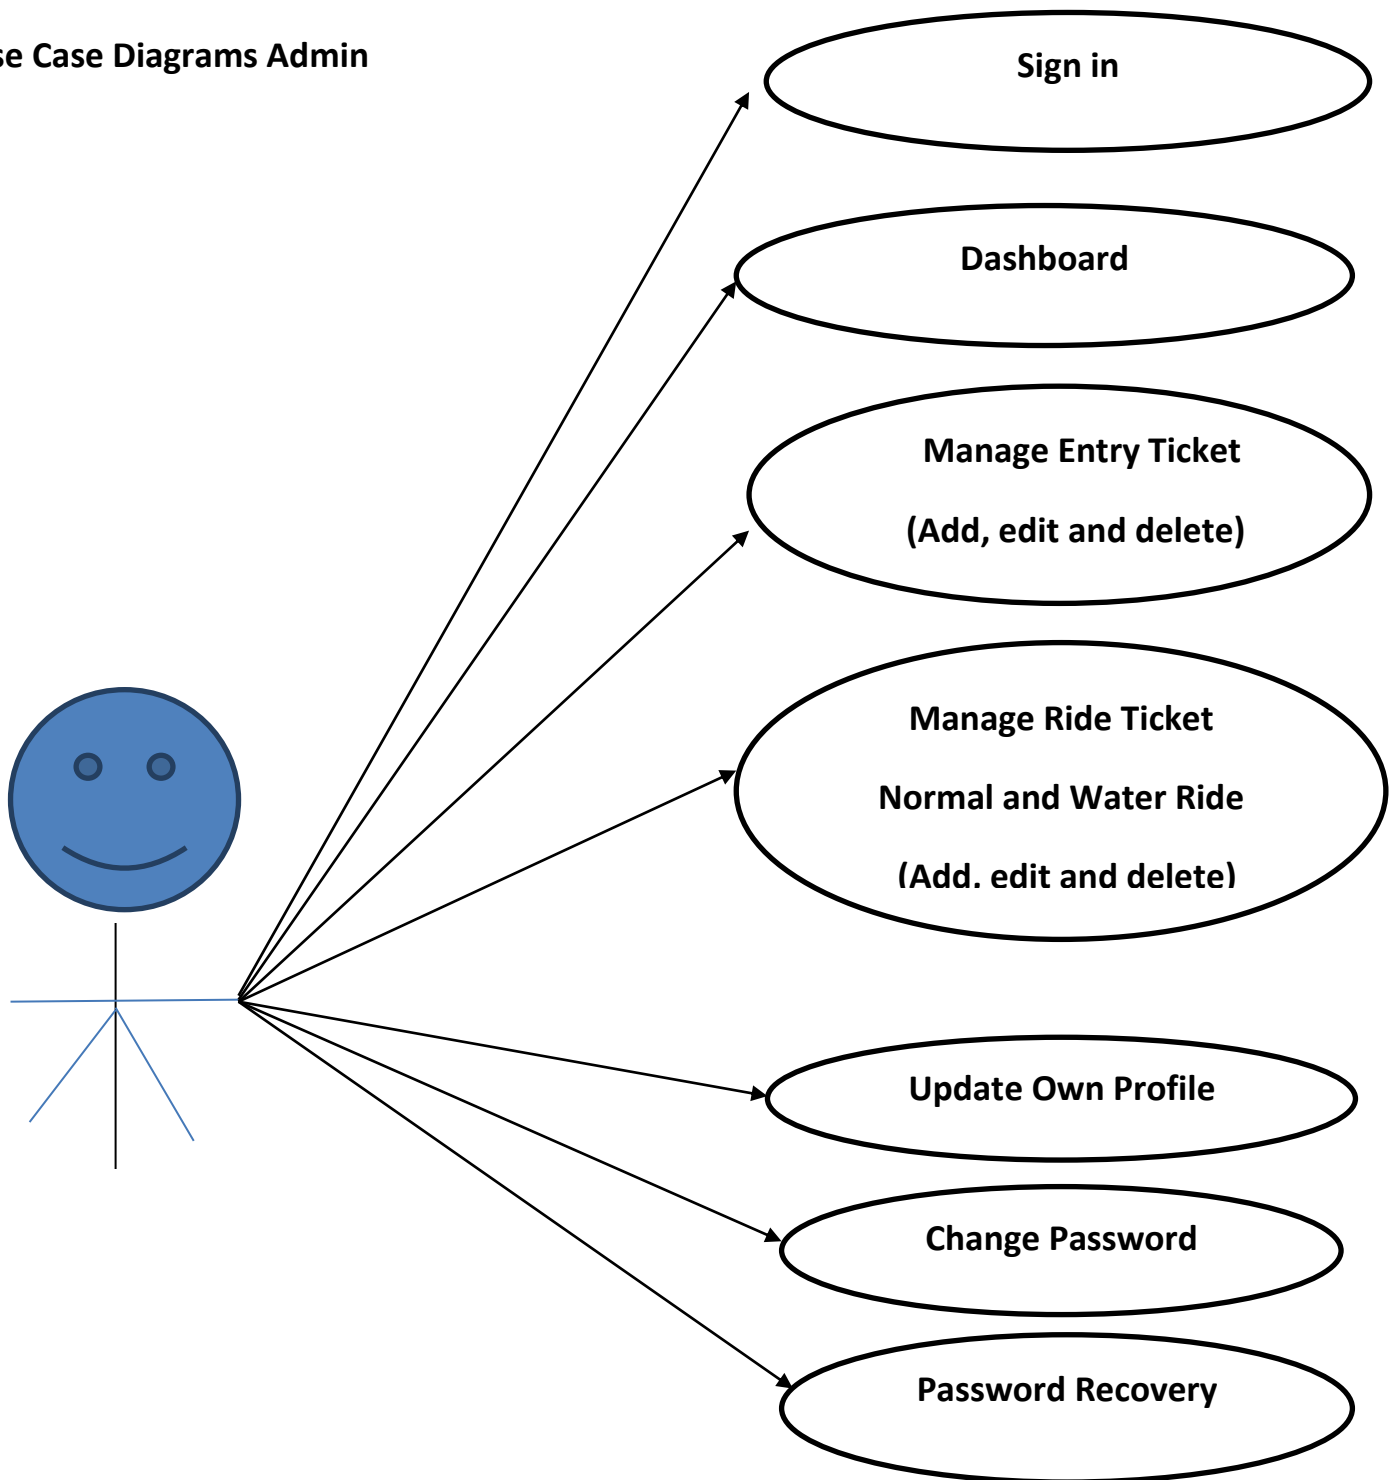 se Case Diagrams Admin
Sign in
Dashboard
Manage Entry Ticket
(Add, edit and delete)
Manage Ride Ticket
Normal and Water Ride
(Add, edit and delete)
Update Own Profile
Change Password
Password Recovery